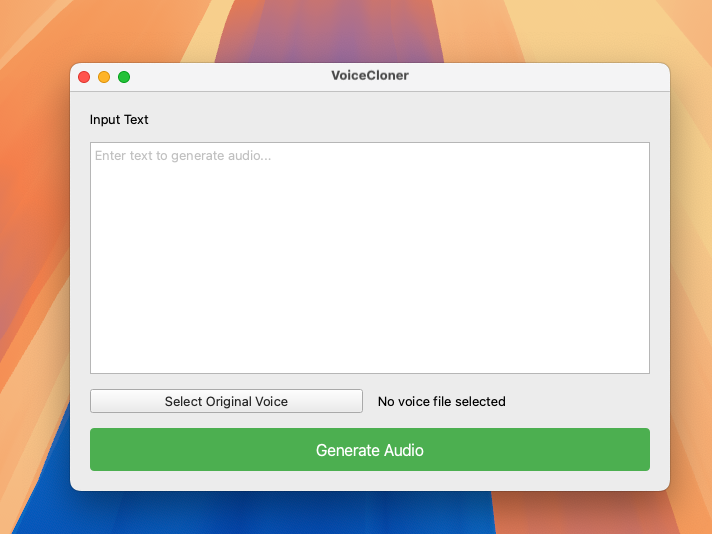 VoiceCloner
Input Text
Enter text to generate audio...
Select Original Voice
No voice file selected
Generate Audio